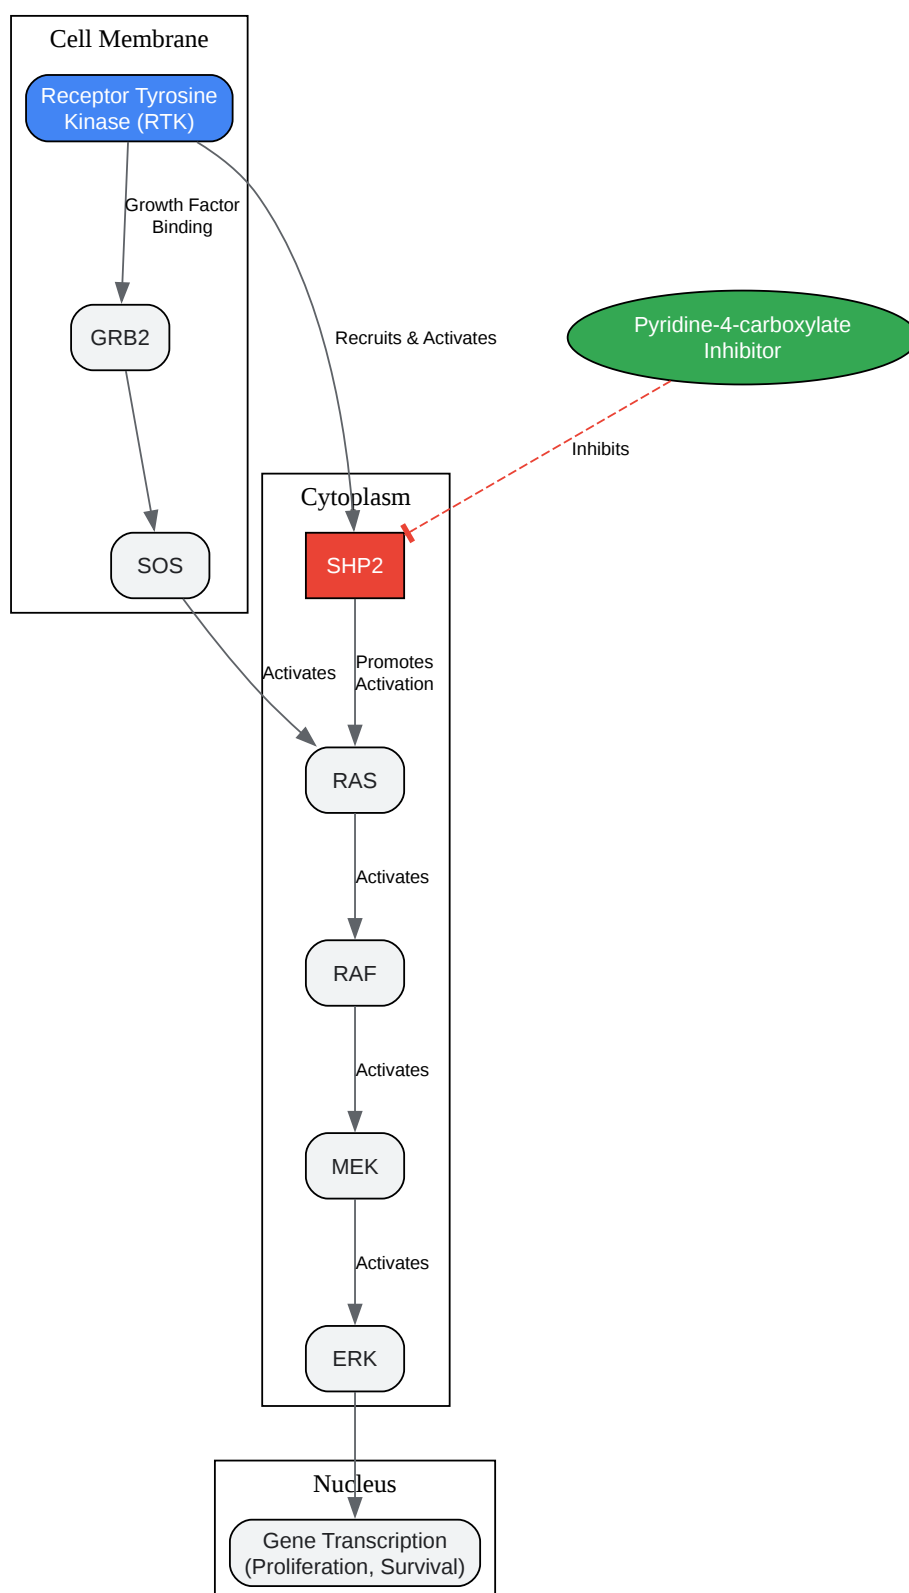 Cell Membrane
Receptor Tyrosine
Kinase (RTK)
Growth Factor
Binding
GRB2
Recruits & Activates
Pyridine-4-carboxylate
Inhibitor
Inhibits
Cytoplasm
SOS
SHP2
Activates
Promotes
Activation
RAS
Activates
RAF
Activates
MEK
Activates
ERK
Nucleus
Gene Transcription
(Proliferation, Survival)